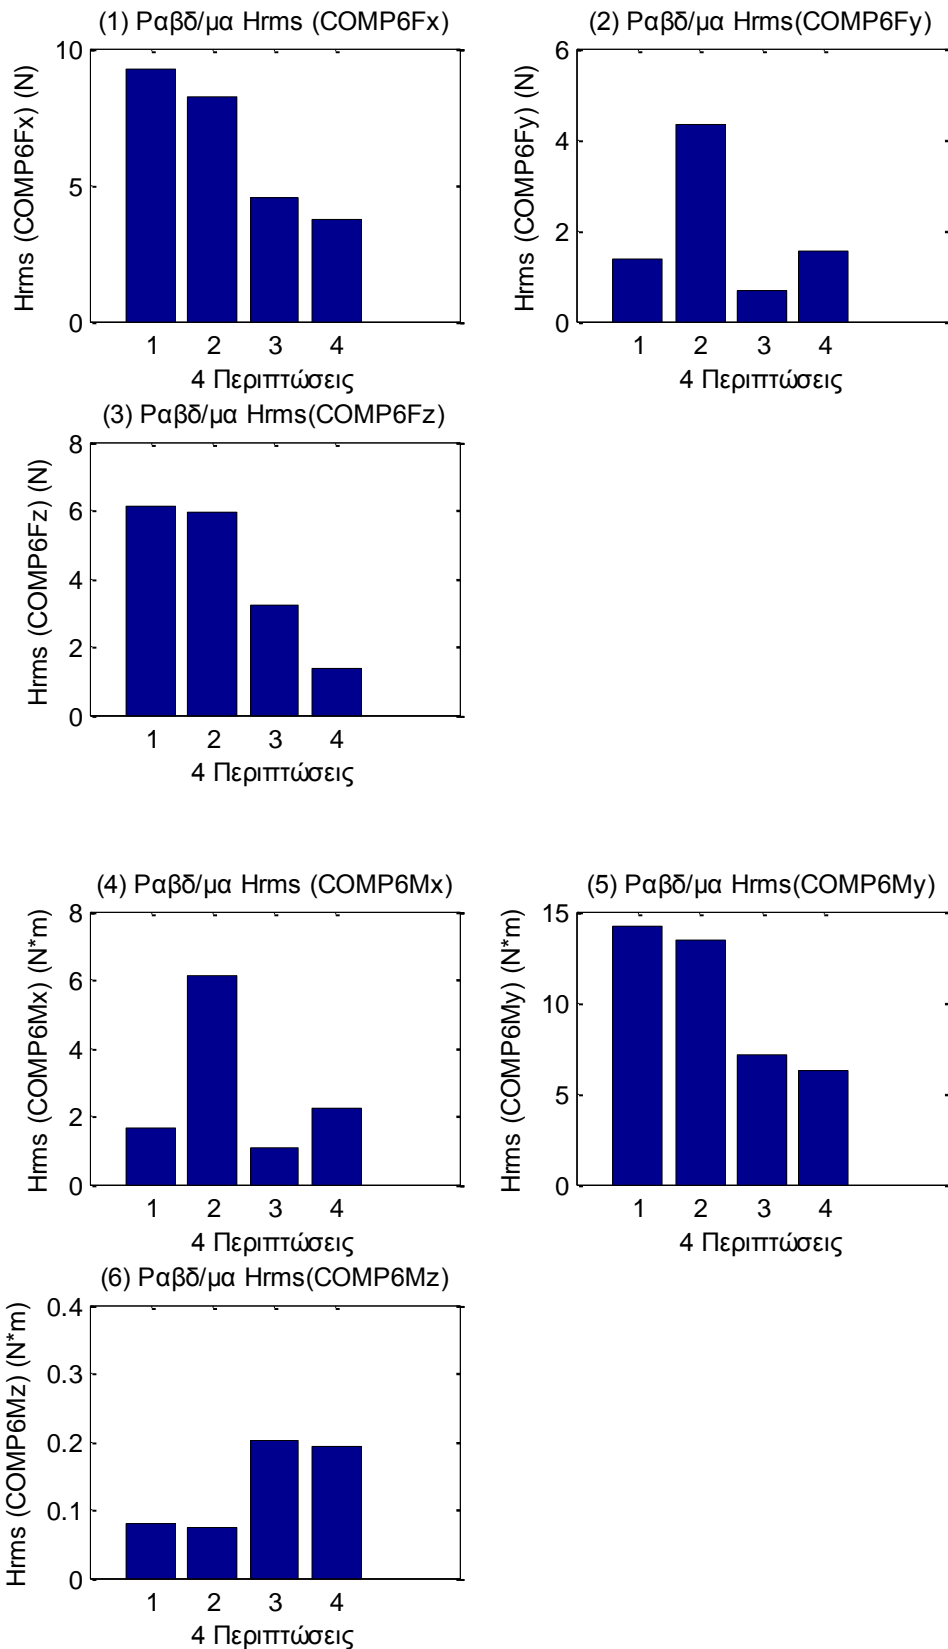 (1) Ραβδ/μα Hrms (COMP6Fx)
Hrms (COMP6Fx) (N)
10
5
0
1 2 3 4
4 Περιπτώσεις
(2) Ραβδ/μα Hrms(COMP6Fy)
Hrms (COMP6Fy) (N)
6
4
2
0
1 2 3 4
4 Περιπτώσεις
(3) Ραβδ/μα Hrms(COMP6Fz)
Hrms (COMP6Fz) (N)
8
6
4
2
0
1 2 3 4
4 Περιπτώσεις
(4) Ραβδ/μα Hrms (COMP6Mx)
Hrms (COMP6Mx) (N*m)
8
6
4
2
0
1 2 3 4
4 Περιπτώσεις
(5) Ραβδ/μα Hrms(COMP6My)
Hrms (COMP6My) (N*m)
15
10
5
0
1 2 3 4
4 Περιπτώσεις
(6) Ραβδ/μα Hrms(COMP6Mz)
Hrms (COMP6Mz) (N*m)
0.4
0.3
0.2
0.1
0
1 2 3 4
4 Περιπτώσεις